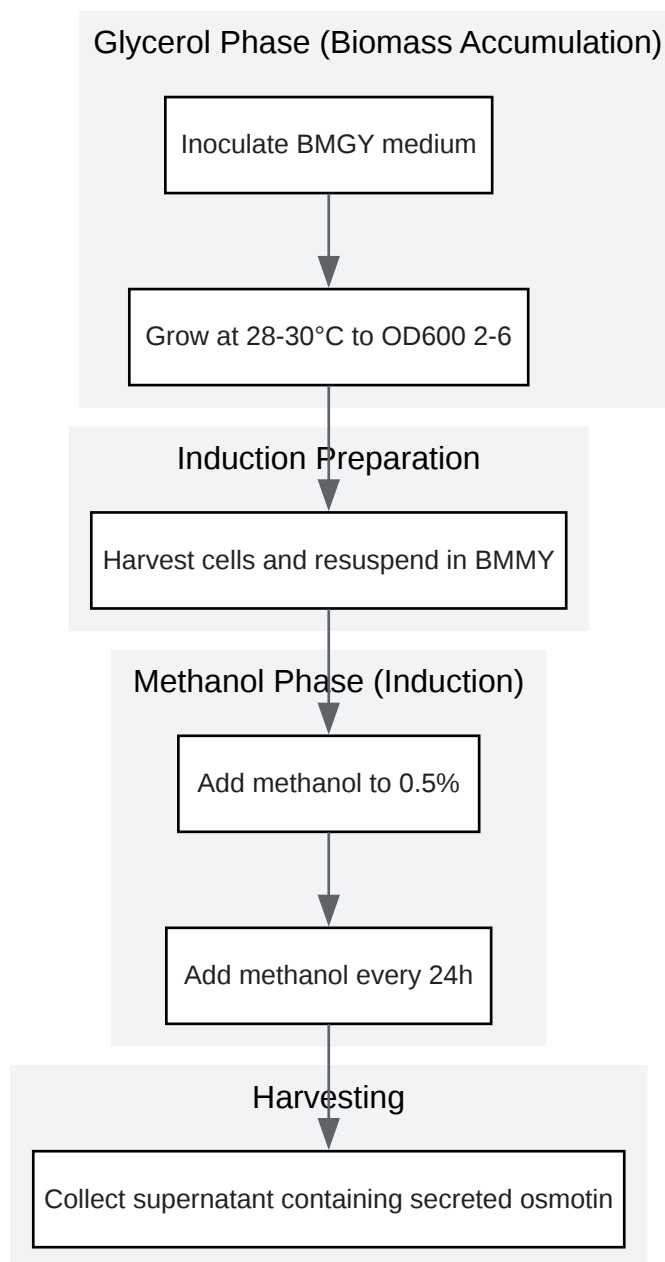 Glycerol Phase (Biomass Accumulation)
Inoculate BMGY medium
Grow at 28-30°C to OD600 2-6
Induction Preparation
Harvest cells and resuspend in BMMY
Methanol Phase (Induction)
Add methanol to 0.5%
Add methanol every 24h
Harvesting
Collect supernatant containing secreted osmotin